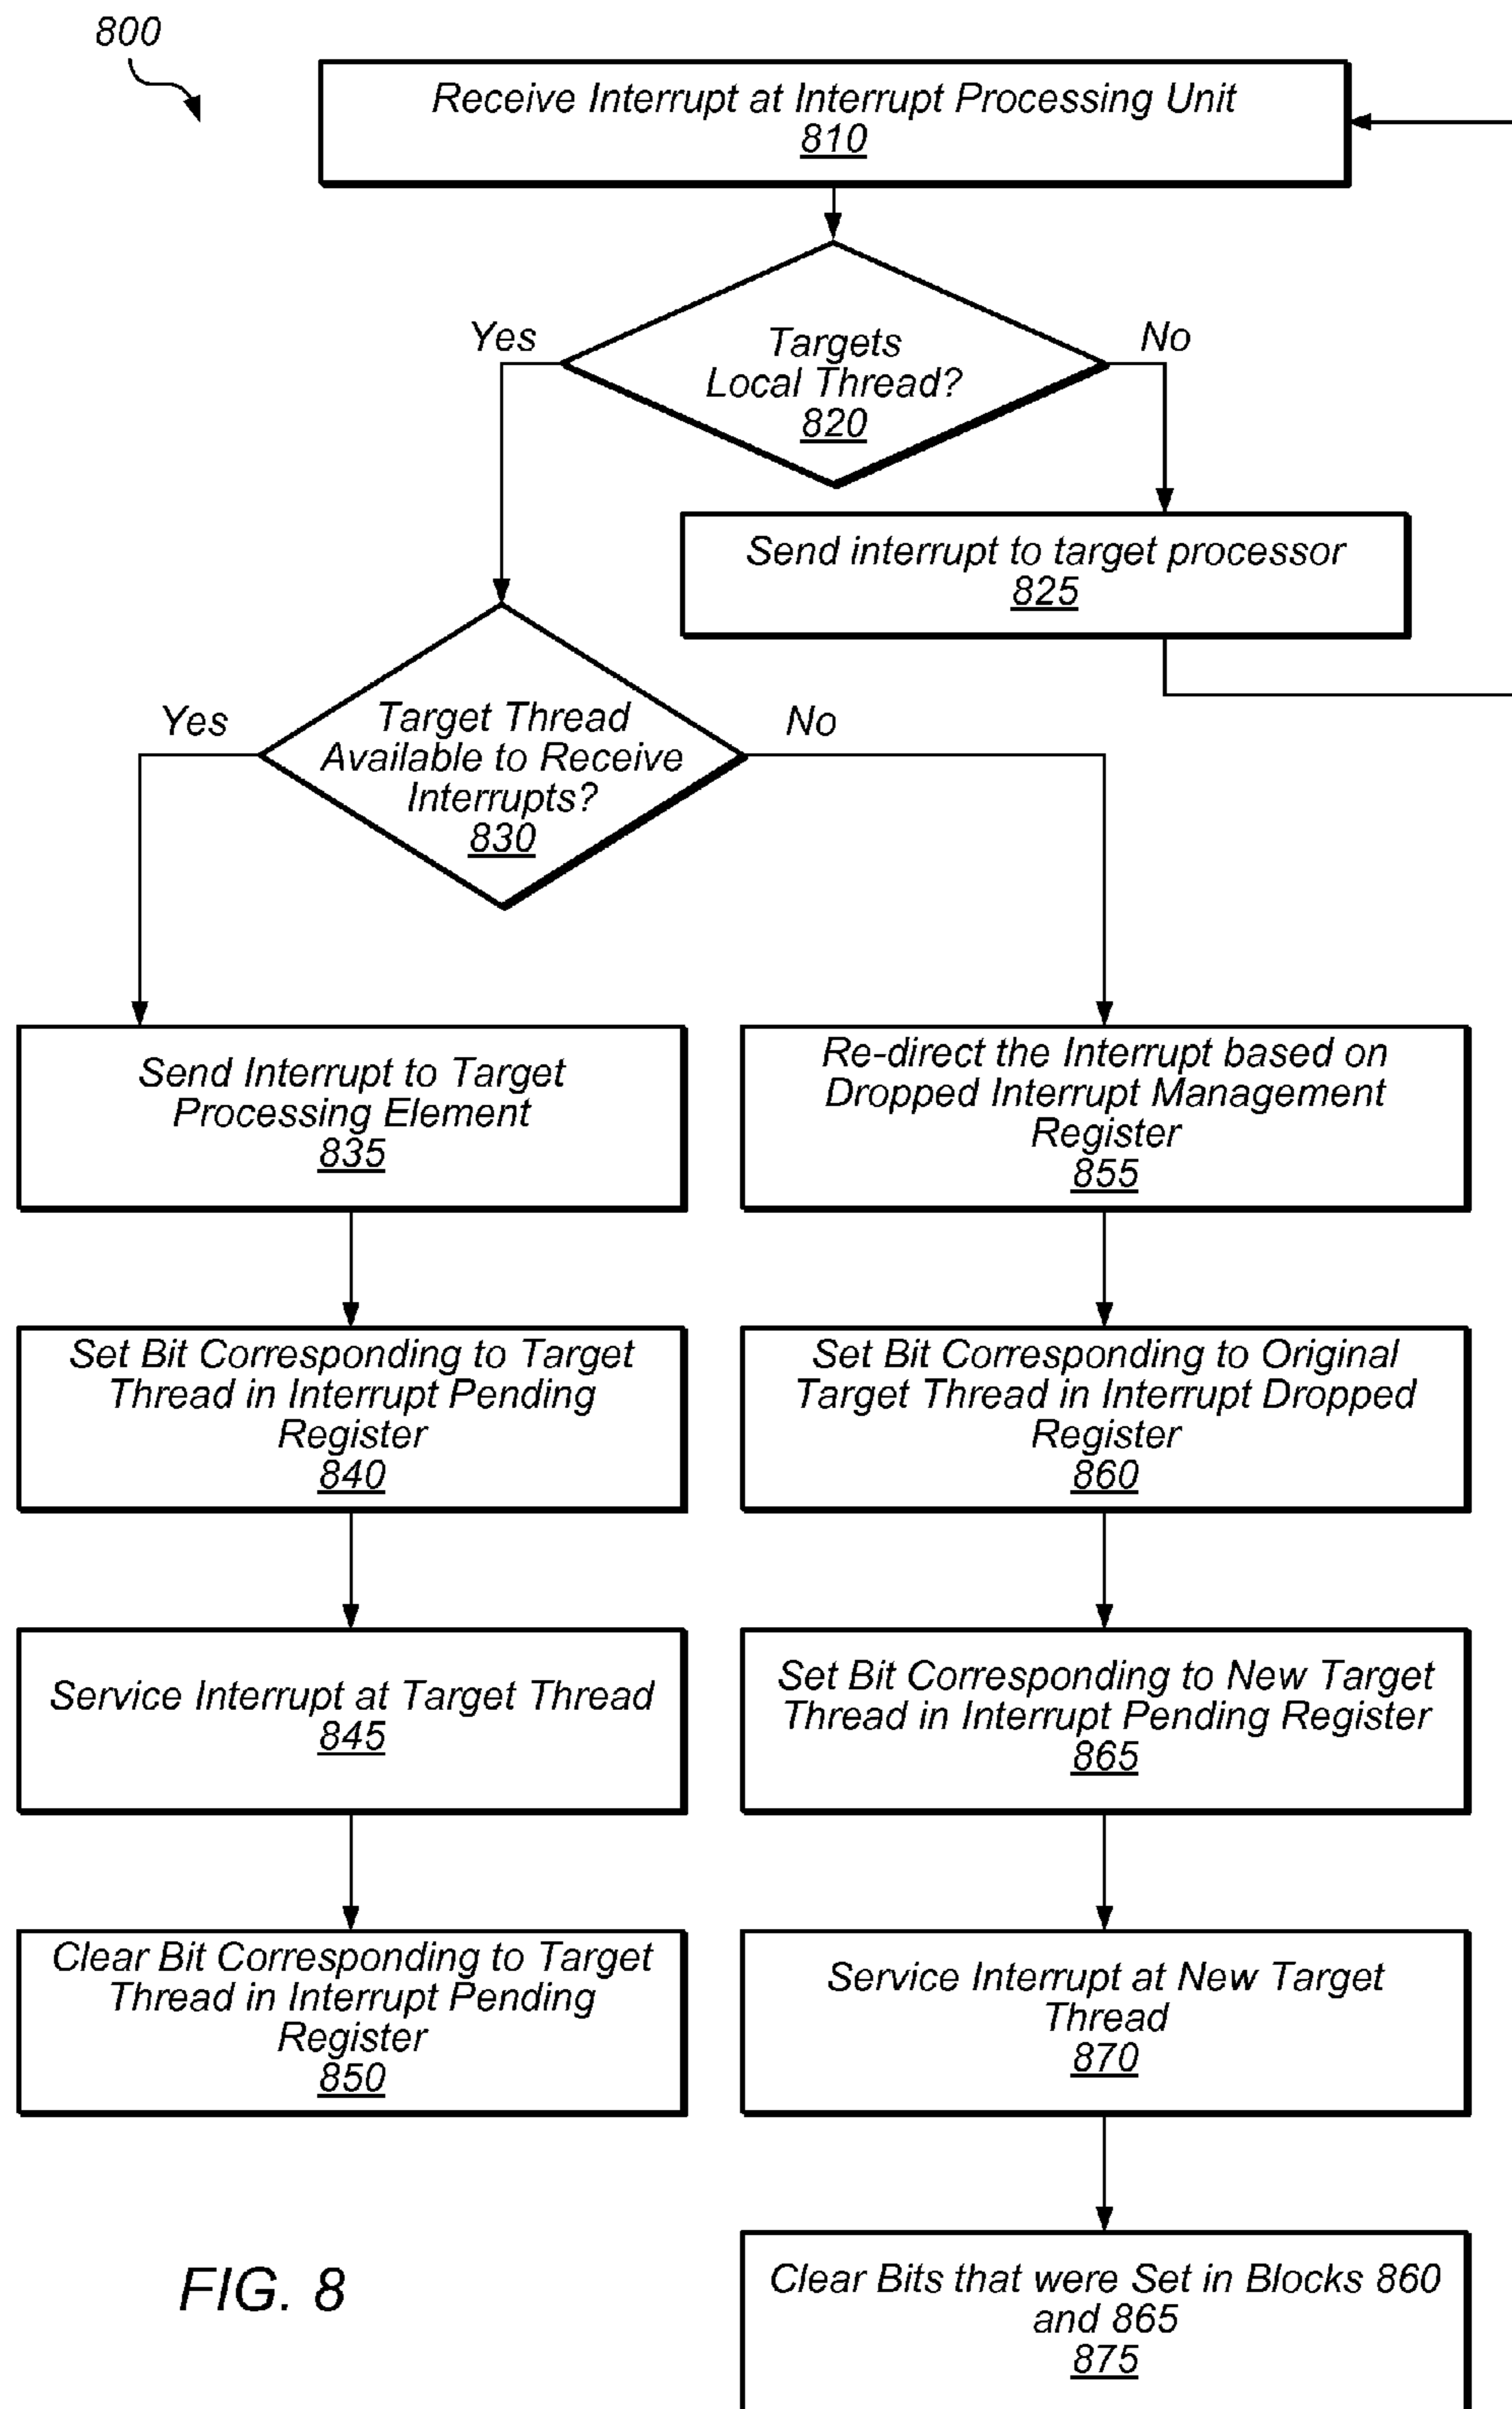 800
Receive Interrupt at Interrupt Processing Unit
810
Yes
No
Targets
Local Thread?
820
Send interrupt to target processor
825
Yes
No
Target Thread
Available to Receive
Interrupts?
830
Send Interrupt to Target
Processing Element
835
Re-direct the Interrupt based on
Dropped Interrupt Management
Register
855
Set Bit Corresponding to Target
Thread in Interrupt Pending
Register
840
Set Bit Corresponding to Original
Target Thread in Interrupt Dropped
Register
860
Service Interrupt at Target Thread
845
Set Bit Corresponding to New Target
Thread in Interrupt Pending Register
865
Clear Bit Corresponding to Target
Thread in Interrupt Pending
Register
850
Service Interrupt at New Target
Thread
870
Clear Bits that were Set in Blocks 860
and 865
875
FIG. 8